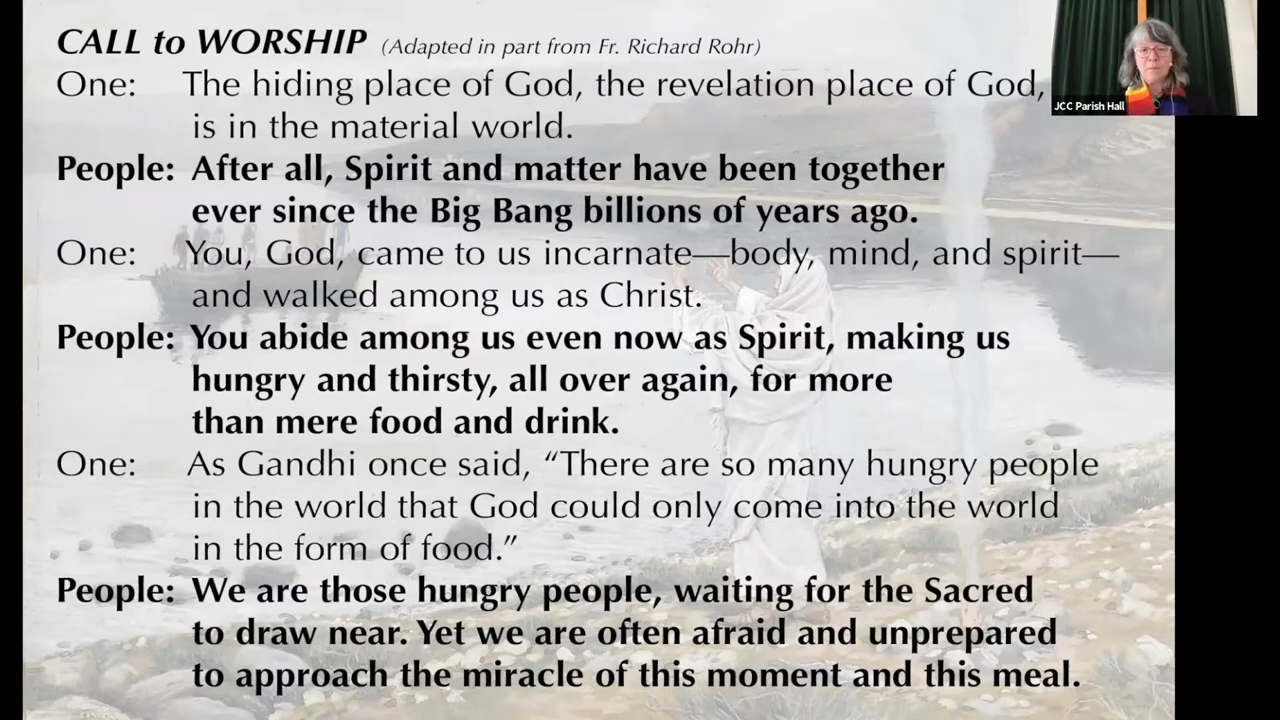 CALL to WORSHIP (Adapted in part from Fr. Richard Rohr)
One: The hiding place of God, the revelation place of God,
is in the material world.
People: After all, Spirit and matter have been together
ever since the Big Bang billions of years ago.
One: You, God, came to us incarnate—body, mind, and spirit—
and walked among us as Christ.
People: You abide among us even now as Spirit, making us
hungry and thirsty, all over again, for more
than mere food and drink.
One: As Gandhi once said, “There are so many hungry people
in the world that God could only come into the world
in the form of food.”
People: We are those hungry people, waiting for the Sacred
to draw near. Yet we are often afraid and unprepared
to approach the miracle of this moment and this meal.
JCC Parish Hall